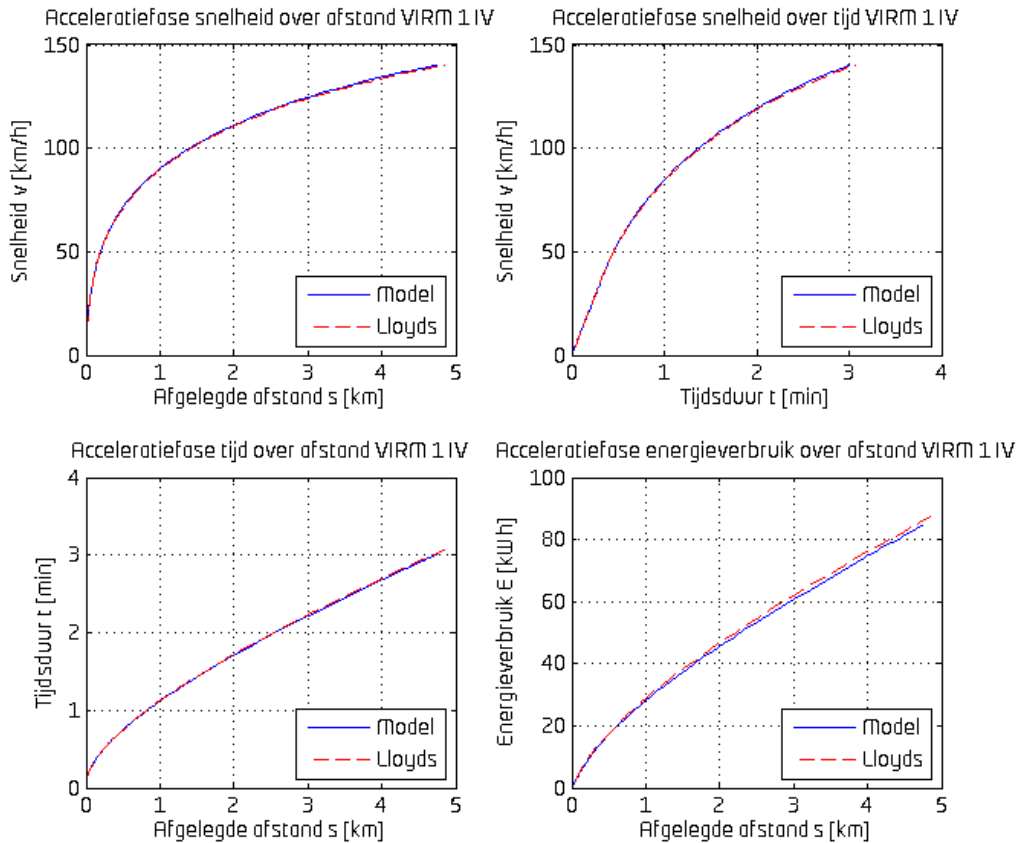 Acceleratiefase snelheid over afstand VIRM 1 IV
150
100
50
0
Snelheid v [km/h]
Model
Lloyds
0 1 2 3 4 5
Afgelegde afstand s [km]
Acceleratiefase snelheid over tijd VIRM 1 IV
150
100
50
0
Snelheid v [km/h]
Model
Lloyds
0 1 2 3 4
Tijdsduur t [min]
Acceleratiefase tijd over afstand VIRM 1 IV
4
3
2
1
0
Tijdsduur t [min]
Model
Lloyds
0 1 2 3 4 5
Afgelegde afstand s [km]
Acceleratiefase energieverbruik over afstand VIRM 1 IV
100
80
60
40
20
0
Energieverbruik E [kWh]
Model
Lloyds
0 1 2 3 4 5
Afgelegde afstand s [km]